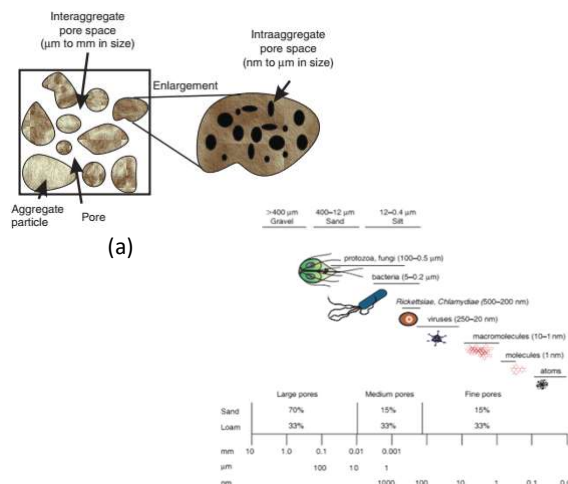 Interaggregate
pore space
(μm to mm in size)
Intraaggregate
pore space
(nm to μm in size)
Enlargement
Aggregate
particle
Pore
(a)
>400 μm 400–12 μm 12–0.4 μm
Gravel Sand Silt
protozoa, fungi (100–0.5 μm)
bacteria (5–0.2 μm)
Rickettsiae, Chlamydiae (500–200 nm)
viruses (250–20 nm)
macromolecules (10–1 nm)
molecules (1 nm)
atoms
Large pores Medium pores Fine pores
Sand 70% 15% 15%
Loam 33% 33% 33%
mm 10 1.0 0.1 0.01 0.001
μm 100 10 1
nm 1000 100 10 1 0.1